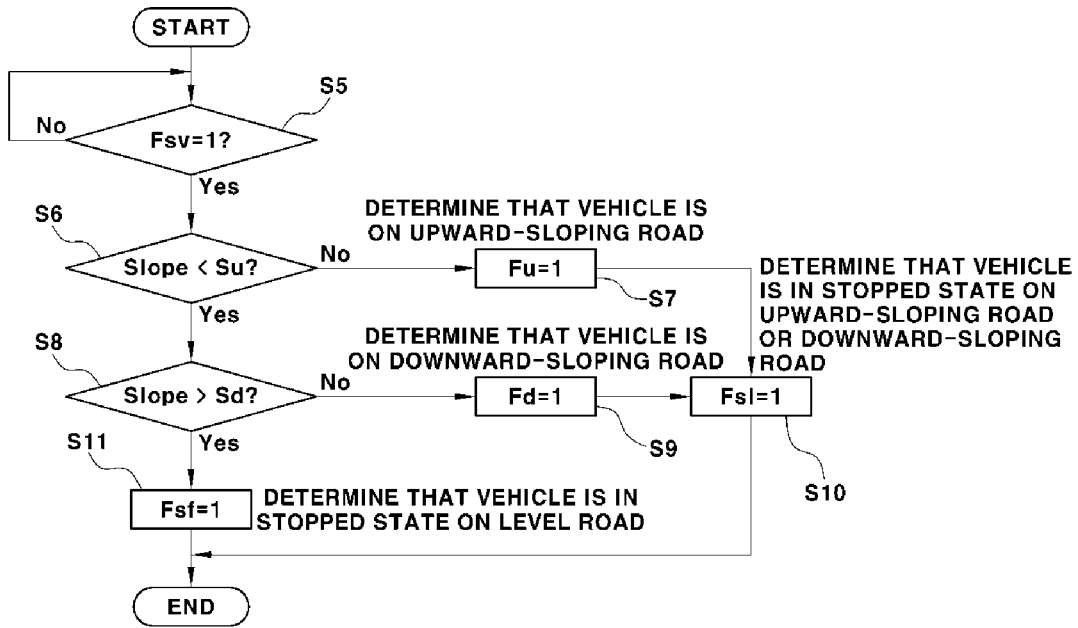 START
S5
No
Fsv=1?
Yes
S6
DETERMINE THAT VEHICLE IS
ON UPWARD-SLOPING ROAD
Slope < Su?
No
Fu=1
S7
Yes
DETERMINE THAT VEHICLE
IS IN STOPPED STATE ON
UPWARD-SLOPING ROAD
OR DOWNWARD-SLOPING
ROAD
S8
DETERMINE THAT VEHICLE IS
ON DOWNWARD-SLOPING ROAD
Slope > Sd?
No
Fd=1
S9
Fsl=1
S10
Yes
S11
Fsf=1
DETERMINE THAT VEHICLE IS IN
STOPPED STATE ON LEVEL ROAD
END